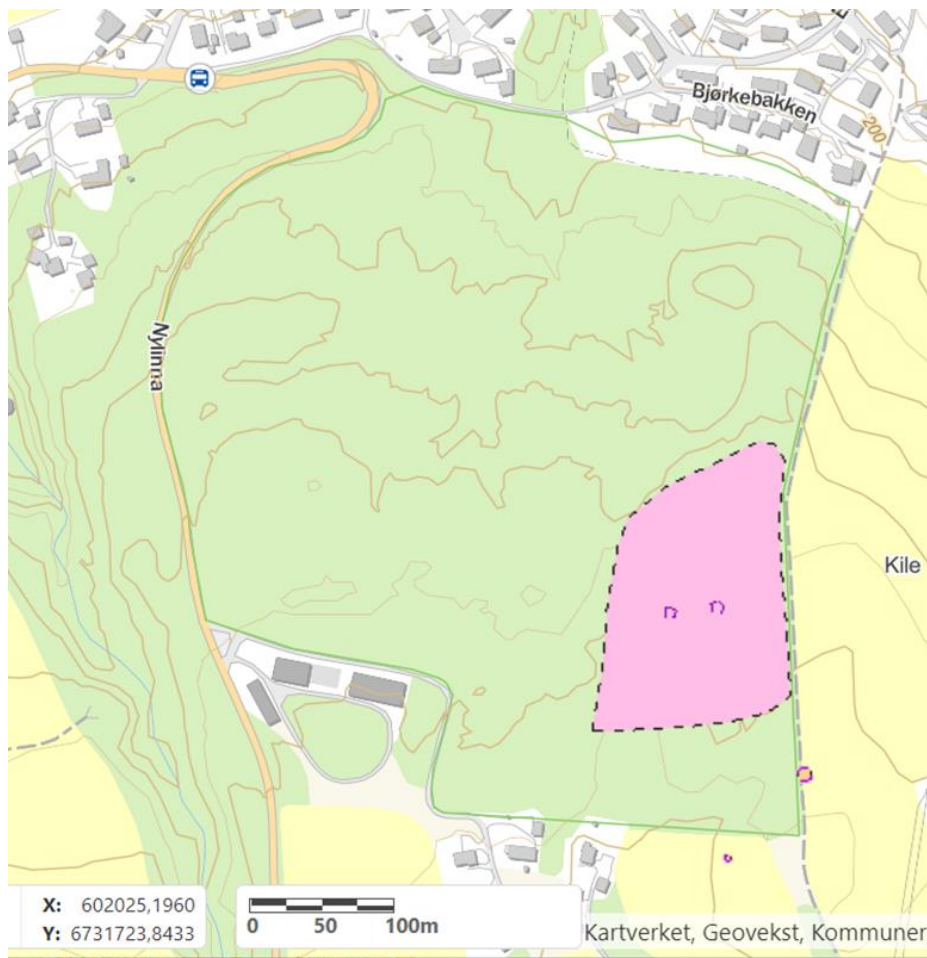 Bjørkebakken
200
Nylinna
Kile
X: 602025,1960
Y: 6731723,8433
0 50 100m
Kartverket, Geovekst, Kommuner